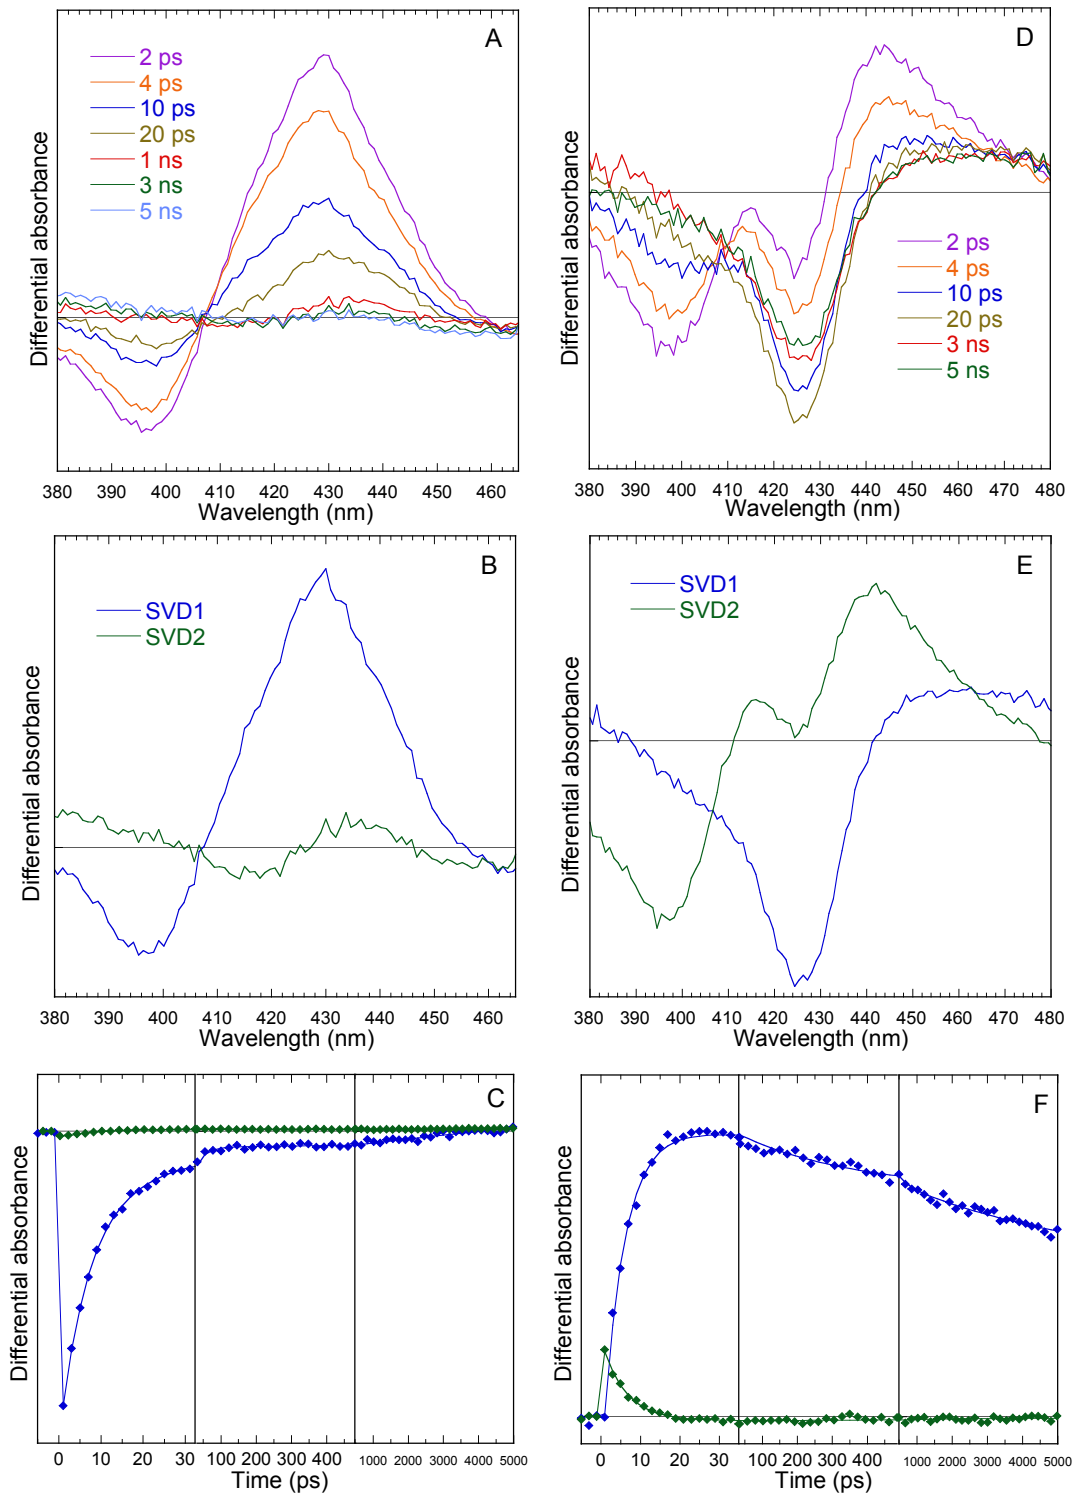 A
2 ps
4 ps
10 ps
20 ps
1 ns
3 ns
5 ns
Differential absorbance
380 390 400 410 420 430 440 450 460
Wavelength (nm)
D
2 ps
4 ps
10 ps
20 ps
3 ns
5 ns
Differential absorbance
380 390 400 410 420 430 440 450 460 470 480
Wavelength (nm)
B
SVD1
SVD2
Differential absorbance
380 390 400 410 420 430 440 450 460
Wavelength (nm)
E
SVD1
SVD2
Differential absorbance
380 390 400 410 420 430 440 450 460 470 480
Wavelength (nm)
C
Differential absorbance
0 10 20 30 100 200 300 400 1000 2000 3000 4000 5000
Time (ps)
F
Differential absorbance
0 10 20 30 100 200 300 400 1000 2000 3000 4000 5000
Time (ps)